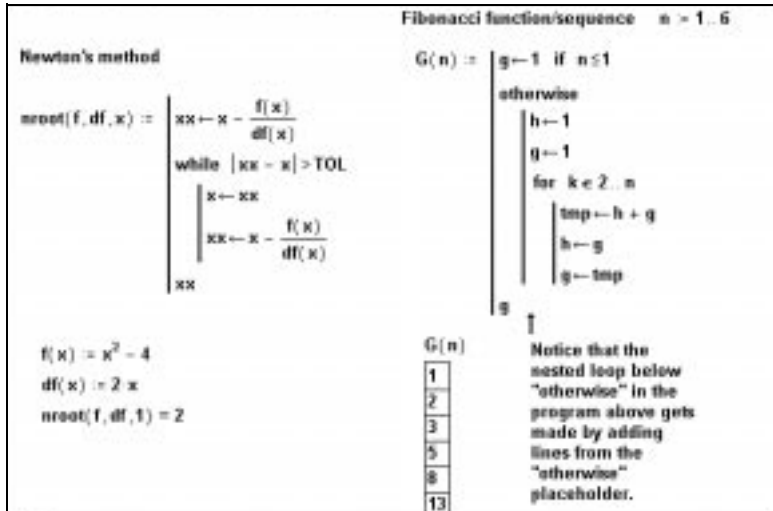 Newton's method
nroot(f,df,x) := xx←x - f(x)/df(x)
while |xx - x|>TOL
x←xx
xx←x - f(x)/df(x)
xx
f(x) := x² - 4
df(x) := 2 x
nroot(f,df,1) = 2
Fibonacci function/sequence n := 1..6
G(n) := g←1 if n≤1
otherwise
h←1
g←1
for k∈2..n
tmp←h + g
h←g
g←tmp
g
↑
G(n)
1
2
3
5
8
13
Notice that the
nested loop below
"otherwise" in the
program above gets
made by adding
lines from the
"otherwise"
placeholder.